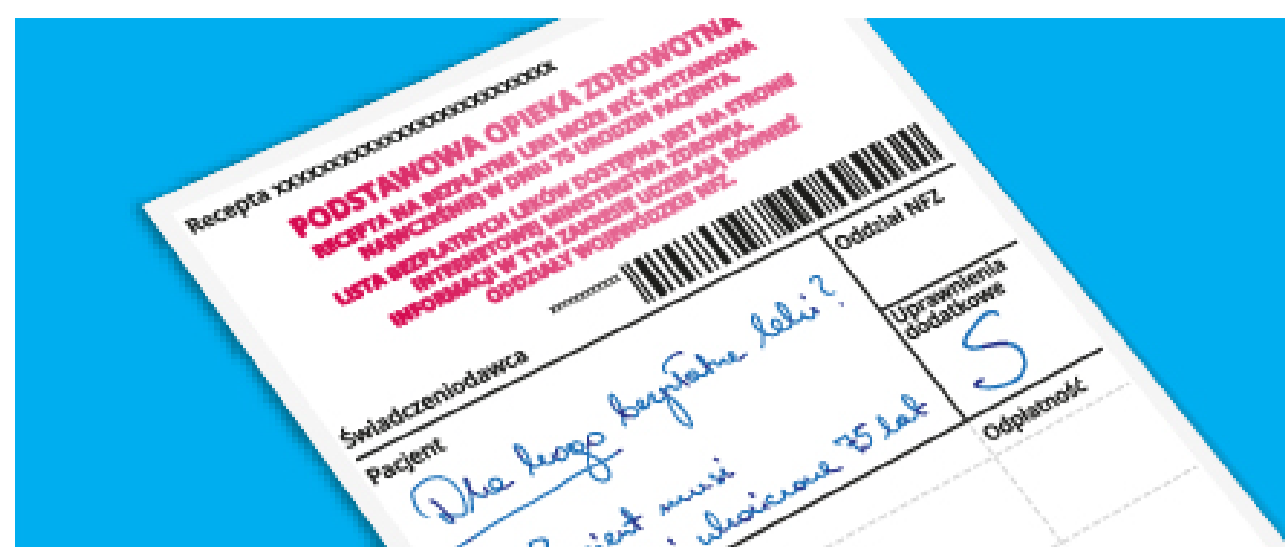 Recepta xxxxxxxxxxxxxxxxxxxxxxxxxx
PODSTAWOWA OPIEKA ZDROWOTNA
RECEPTA NA BEZPŁATNE LEKI MOŻE BYĆ WYSTAWIONA
NAJWCZEŚNIEJ W DNIU 75 URODZIN PACJENTA.
LISTA BEZPŁATNYCH LEKÓW DOSTĘPNA JEST NA STRONIE
INTERNETOWEJ MINISTERSTWA ZDROWIA.
INFORMACJI W TYM ZAKRESIE UDZIELAJĄ RÓWNIEŻ
ODDZIAŁY WOJEWÓDZKIE NFZ.
Świadczeniodawca
Oddział NFZ
Uprawnienia
dodatkowe
S
Pacjent
Dla kogo bezpłatne leki?
musi
ukończone 75 lat
Odpłatność